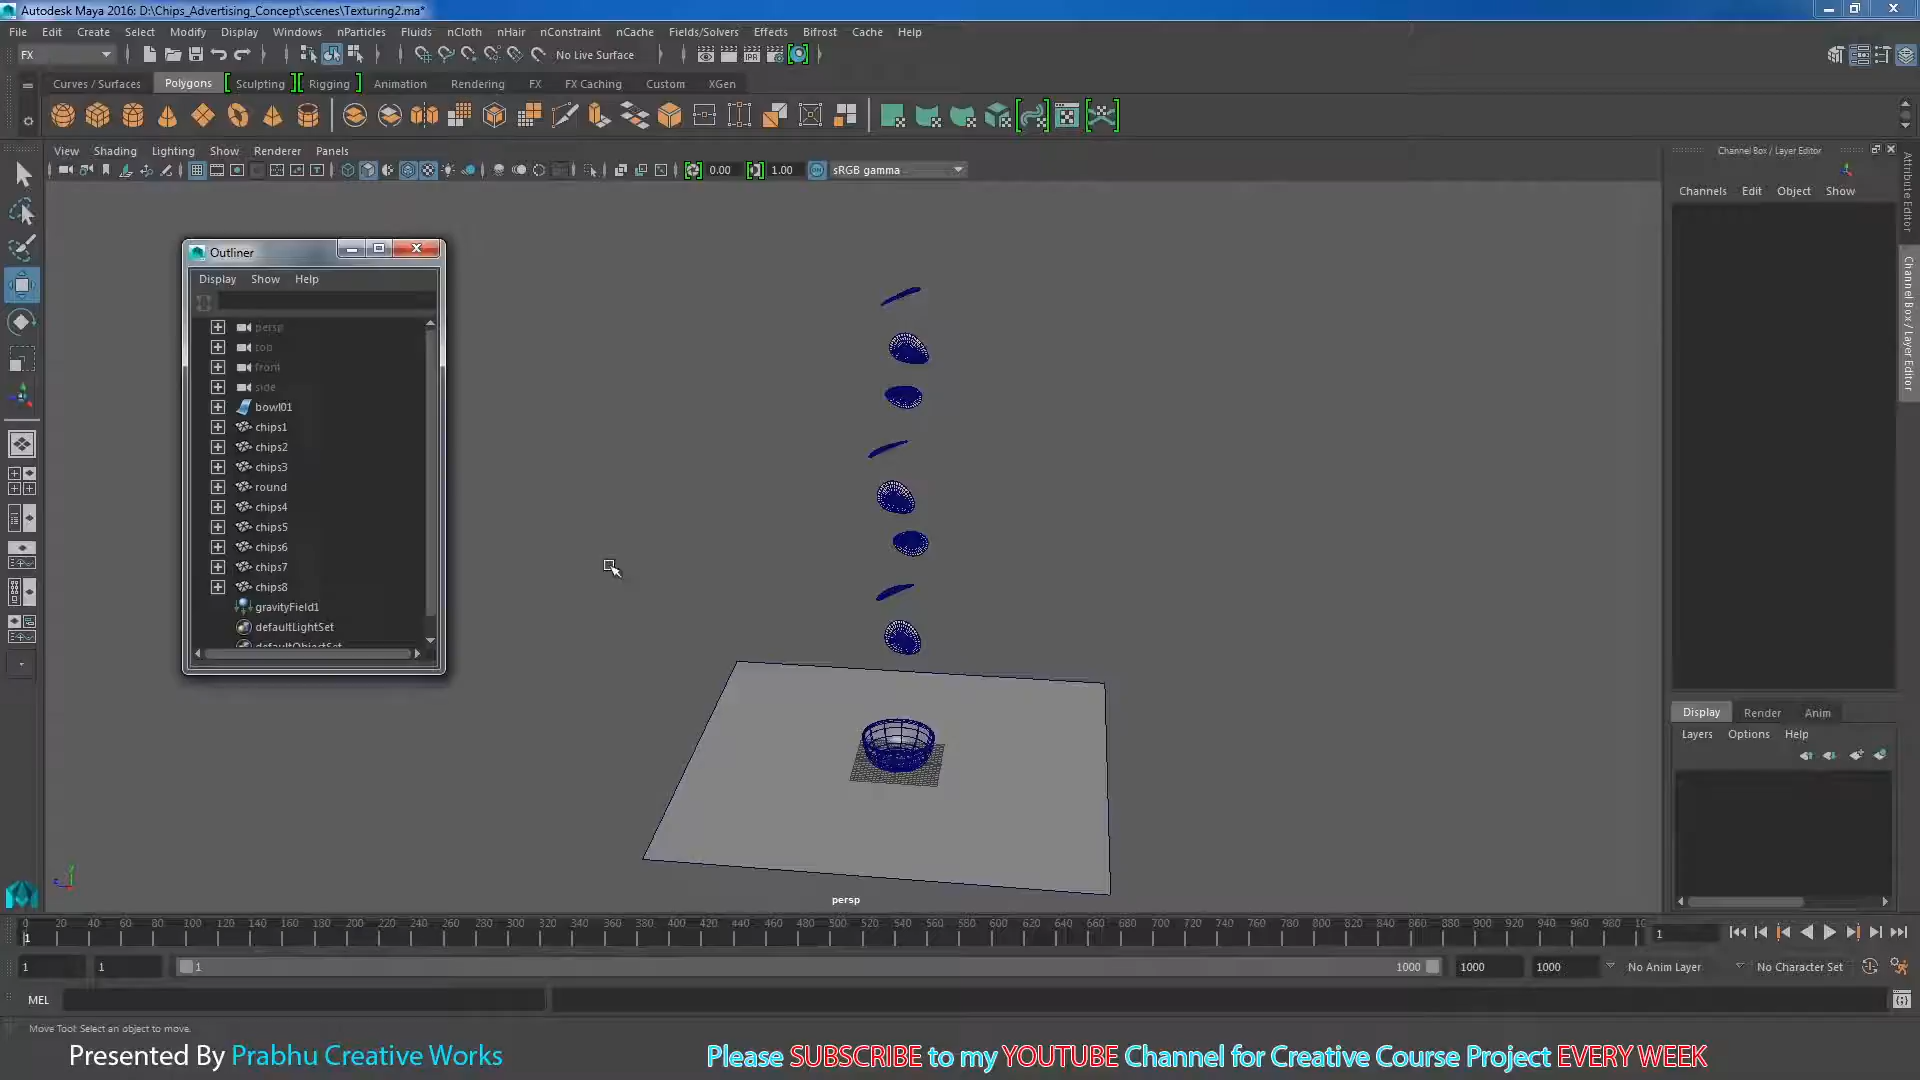 Autodesk Maya 2016: D:\Chips_Advertising_Concept\scenes\Texturing2.ma*
File Edit Create Select Modify Display Windows nParticles Fluids nCloth nHair nConstraint nCache Fields/Solvers Effects Bifrost Cache Help
FX No Live Surface
Curves / Surfaces Polygons Sculpting Rigging Animation Rendering FX FX Caching Custom XGen
View Shading Lighting Show Renderer Panels
0.00 1.00 sRGB gamma
Channel Box / Layer Editor
Channels Edit Object Show
Attribute Editor
Channel Box / Layer Editor
Outliner
Display Show Help
persp
top
front
side
bowl01
chips1
chips2
chips3
round
chips4
chips5
chips6
chips7
chips8
gravityField1
defaultLightSet
defaultObjectSet
persp
Display Render Anim
Layers Options Help
0 20 40 60 80 100 120 140 160 180 200 220 240 260 280 300 320 340 360 380 400 420 440 460 480 500 520 540 560 580 600 620 640 660 680 700 720 740 760 780 800 820 840 860 880 900 920 940 960 980
1 1
1 1 1 1000 1000 1000 No Anim Layer No Character Set
MEL
Move Tool: Select an object to move.
Presented By Prabhu Creative Works
Please SUBSCRIBE to my YOUTUBE Channel for Creative Course Project EVERY WEEK